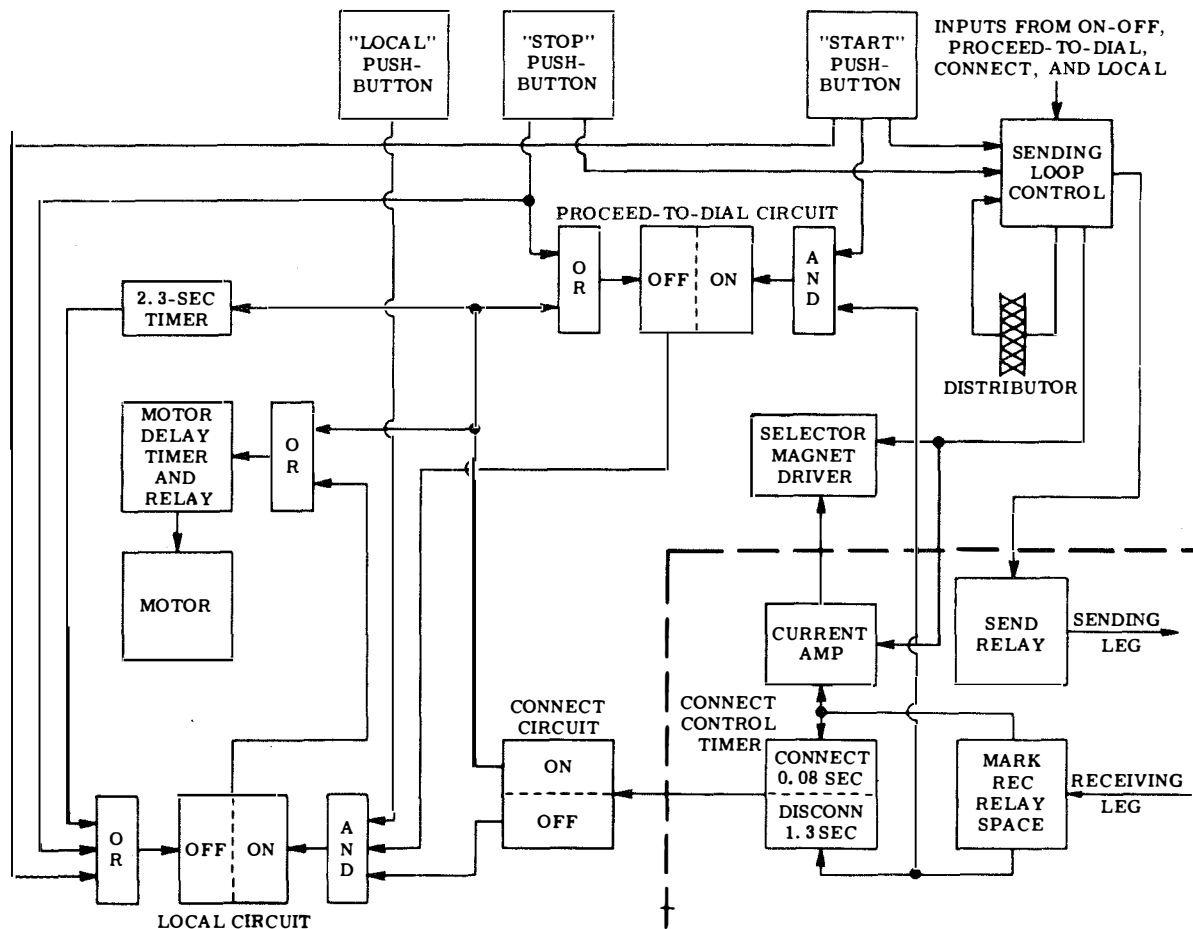 "LOCAL"
PUSH-
BUTTON
"STOP"
PUSH-
BUTTON
"START"
PUSH-
BUTTON
INPUTS FROM ON-OFF,
PROCEED-TO-DIAL,
CONNECT, AND LOCAL
SENDING
LOOP
CONTROL
PROCEED-TO-DIAL CIRCUIT
O
R
OFF
ON
A
N
D
2.3-SEC
TIMER
DISTRIBUTOR
MOTOR
DELAY
TIMER
AND
RELAY
O
R
SELECTOR
MAGNET
DRIVER
MOTOR
CURRENT
AMP
SEND
RELAY
SENDING
LEG
CONNECT
CIRCUIT
CONNECT
CONTROL
TIMER
ON
OFF
CONNECT
0.08 SEC
DISCONN
1.3 SEC
MARK
REC
RELAY
SPACE
RECEIVING
LEG
O
R
OFF
ON
A
N
D
LOCAL CIRCUIT